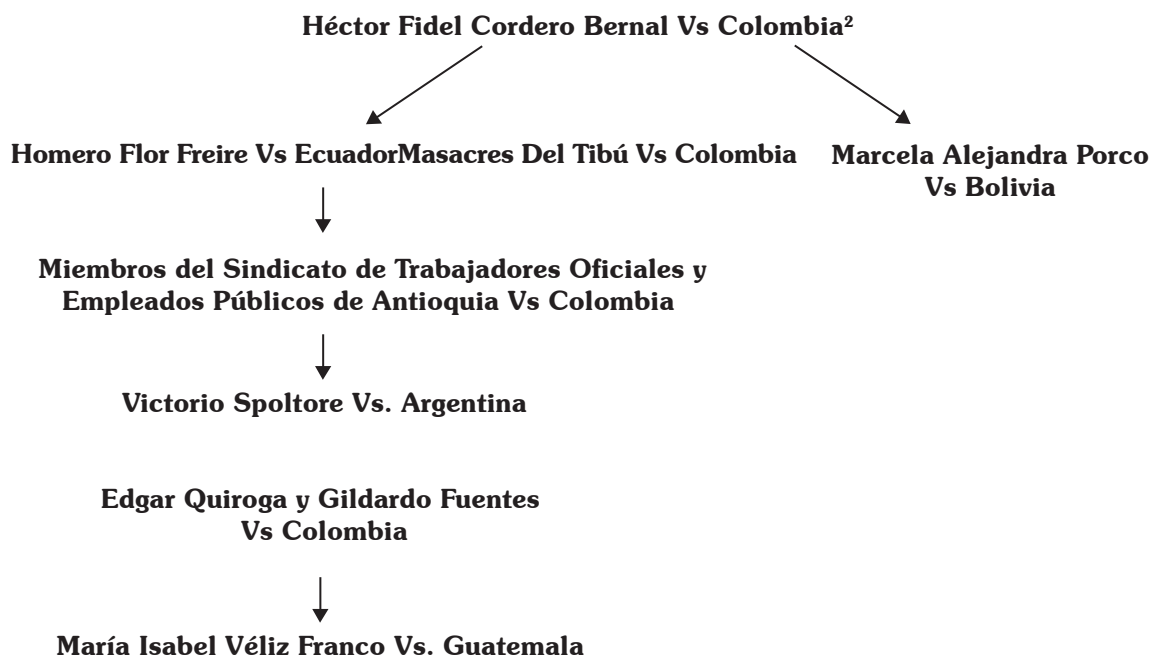 Héctor Fidel Cordero Bernal Vs Colombia²
Homero Flor Freire Vs EcuadorMasacres Del Tibú Vs Colombia
Marcela Alejandra Porco
Vs Bolivia
Miembros del Sindicato de Trabajadores Oficiales y
Empleados Públicos de Antioquia Vs Colombia
Victorio Spoltore Vs. Argentina
Edgar Quiroga y Gildardo Fuentes
Vs Colombia
María Isabel Véliz Franco Vs. Guatemala